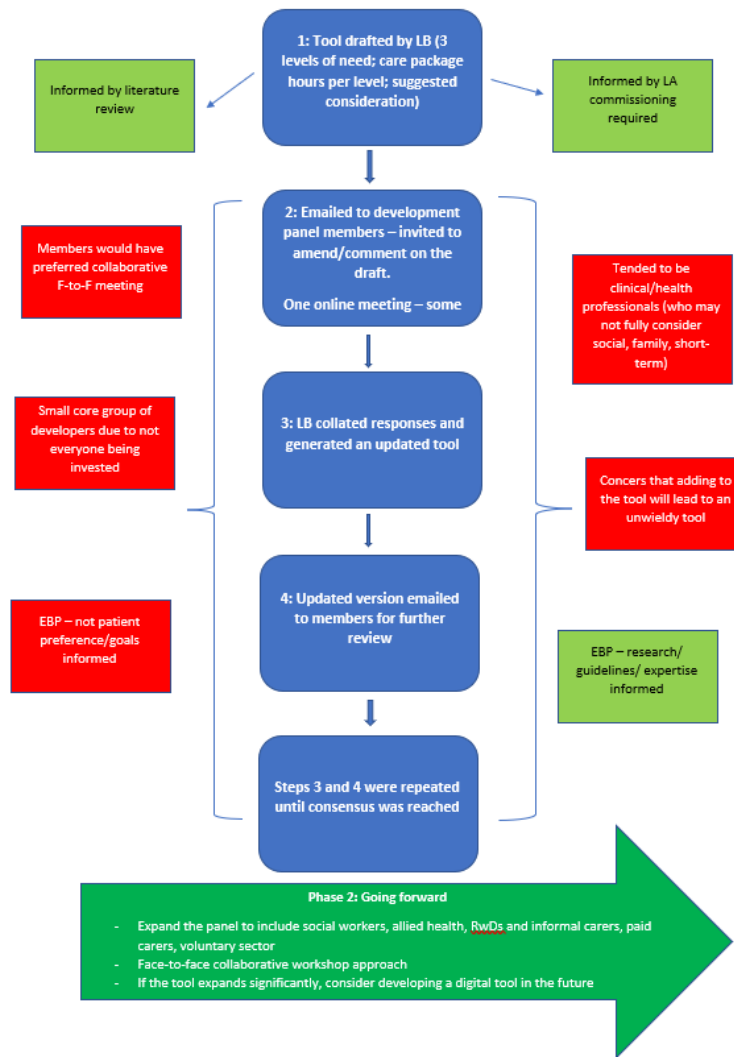 1: Tool drafted by LB (3
levels of need; care package
hours per level; suggested
consideration)
Informed by literature
review
Informed by LA
commissioning
required
2: Emailed to development
panel members – invited to
amend/comment on the
draft.
One online meeting – some
Members would have
preferred collaborative
F-to-F meeting
Tended to be
clinical/health
professionals (who may
not fully consider
social, family, short-
term)
Small core group of
developers due to not
everyone being
invested
3: LB collated responses and
generated an updated tool
Concers that adding to
the tool will lead to an
unwieldy tool
EBP – not patient
preference/goals
informed
4: Updated version emailed
to members for further
review
EBP – research/
guidelines/ expertise
informed
Steps 3 and 4 were repeated
until consensus was reached
Phase 2: Going forward
- Expand the panel to include social workers, allied health, RwDs and informal carers, paid
carers, voluntary sector
- Face-to-face collaborative workshop approach
- If the tool expands significantly, consider developing a digital tool in the future